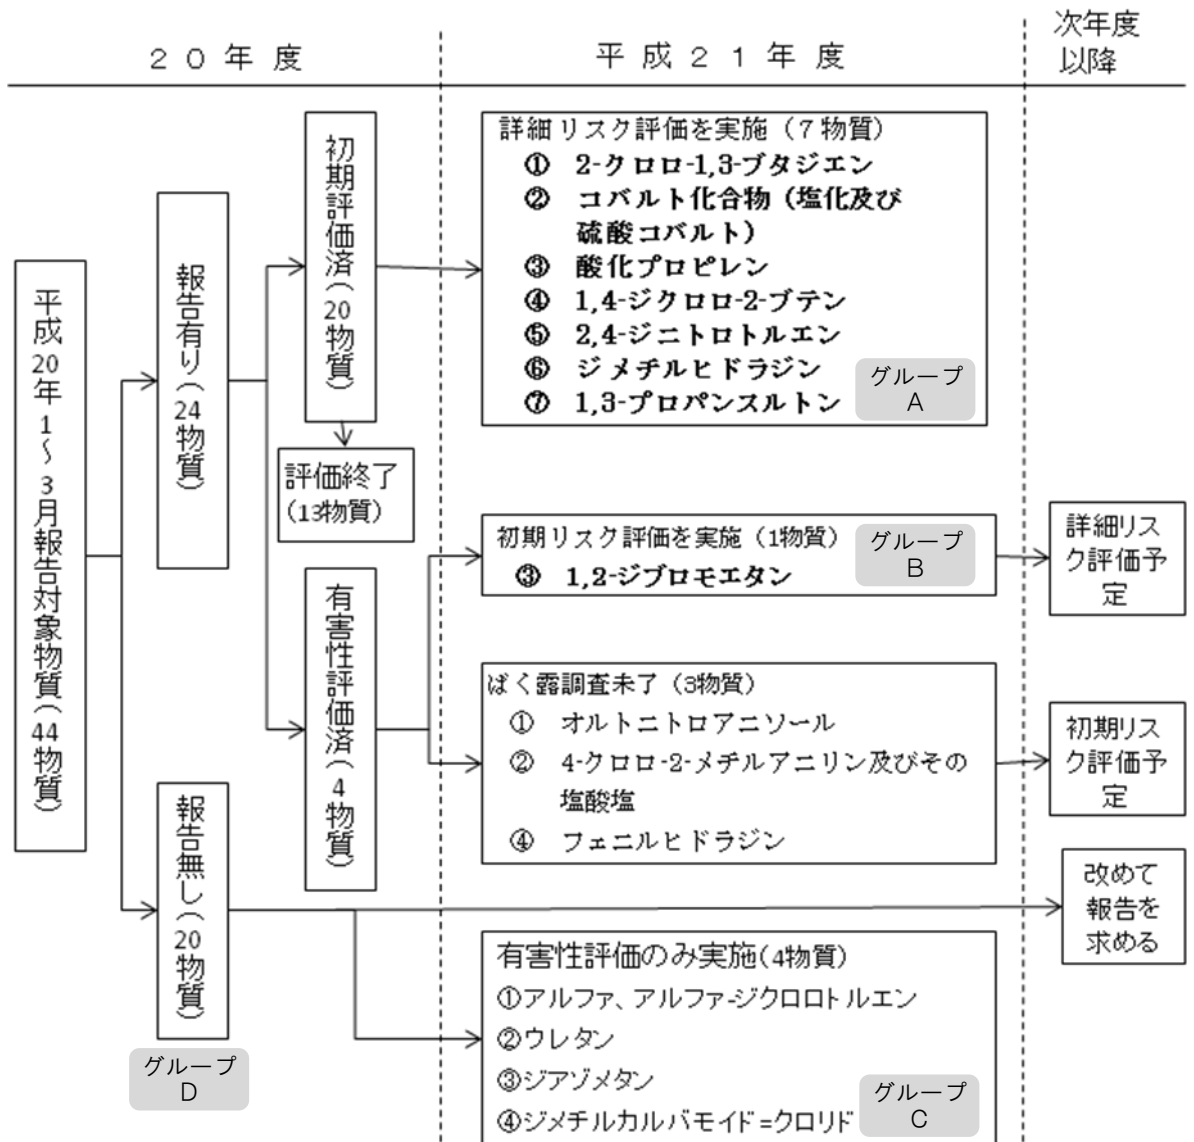 20年度
平成21年度
次年度
以降
平成20年1～3月報告対象物質(44物質)
報告有り(24物質)
報告無し(20物質)
グループ
D
初期評価済(20物質)
評価終了
(13物質)
有害性評価済(4物質)
詳細リスク評価を実施（7物質）
① 2-クロロ-1,3-ブタジエン
② コバルト化合物（塩化及び
硫酸コバルト）
③ 酸化プロピレン
④ 1,4-ジクロロ-2-ブテン
⑤ 2,4-ジニトロトルエン
⑥ ジメチルヒドラジン
⑦ 1,3-プロパンスルトン
グループ
A
初期リスク評価を実施（1物質）
③ 1,2-ジブロモエタン
グループ
B
詳細リス
ク評価予
定
ばく露調査未了（3物質）
① オルトニトロアニソール
② 4-クロロ-2-メチルアニリン及びその
塩酸塩
④ フェニルヒドラジン
初期リス
ク評価予
定
改めて
報告を
求める
有害性評価のみ実施(4物質)
①アルファ、アルファ-ジクロロトルエン
②ウレタン
③ジアゾメタン
④ジメチルカルバモイド=クロリド
グループ
C